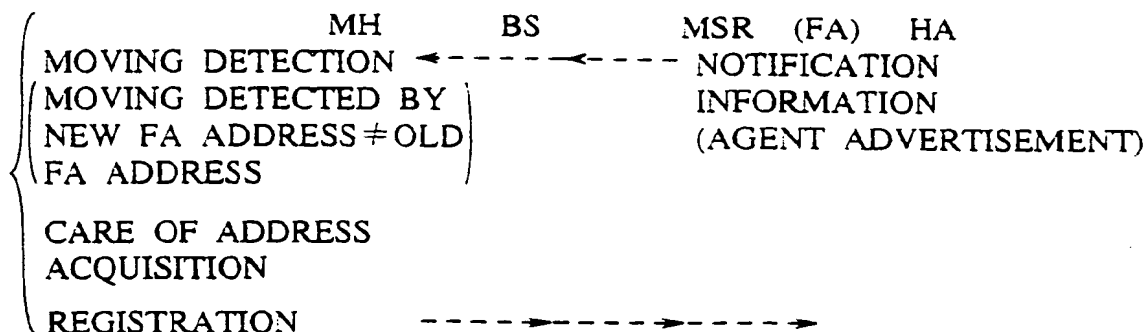 MH BS MSR (FA) HA
MOVING DETECTION NOTIFICATION
(MOVING DETECTED BY INFORMATION
NEW FA ADDRESS≠OLD (AGENT ADVERTISEMENT)
FA ADDRESS)
CARE OF ADDRESS
ACQUISITION
REGISTRATION